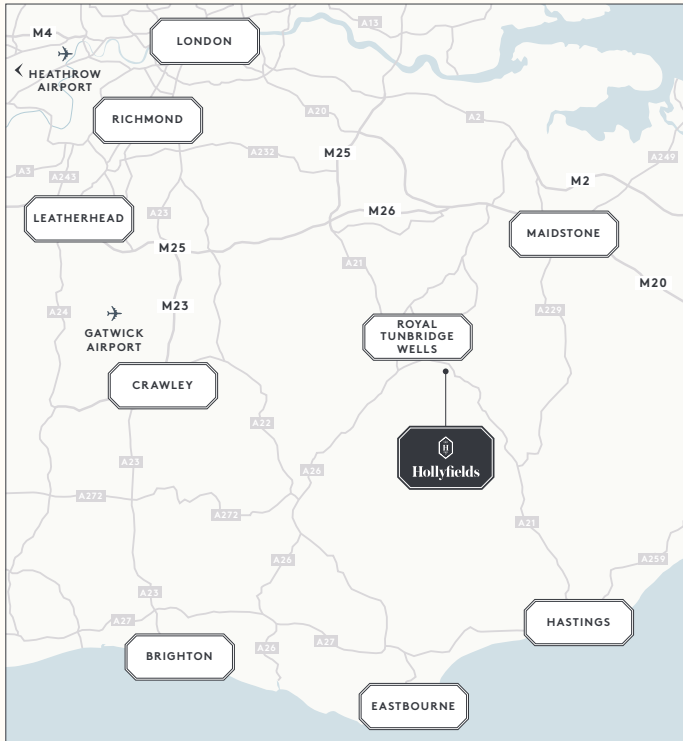 A13
M4
LONDON
HEATHROW
AIRPORT
RICHMOND
A20
A2
A232
M25
A249
A3
A243
M2
LEATHERHEAD
A23
M26
MAIDSTONE
M25
A21
M20
M23
A24
A229
GATWICK
AIRPORT
ROYAL
TUNBRIDGE
WELLS
CRAWLEY
A22
H
Hollyfields
A23
A26
A272
A272
A21
A26
A259
A23
A27
HASTINGS
A27
A26
BRIGHTON
EASTBOURNE